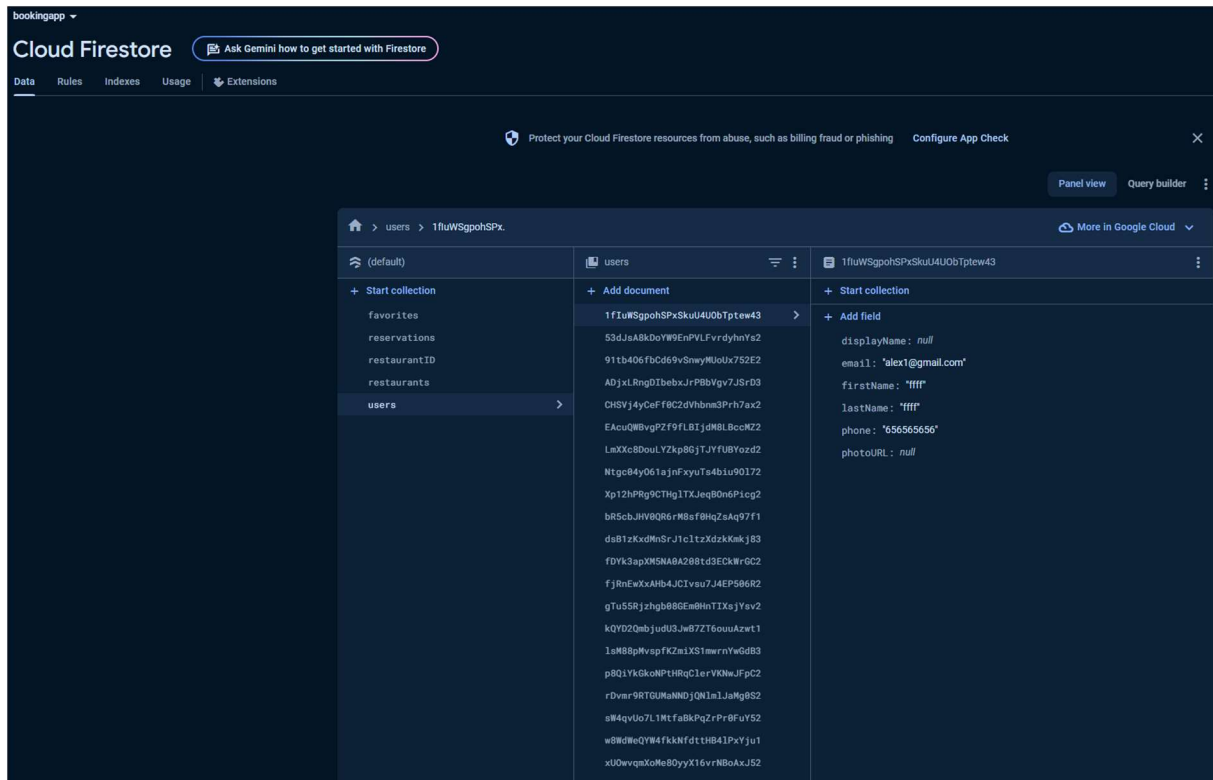 bookingapp
Cloud Firestore
Ask Gemini how to get started with Firestore
Data Rules Indexes Usage Extensions
Protect your Cloud Firestore resources from abuse, such as billing fraud or phishing Configure App Check
Panel view Query builder
users > 1fIuWSgpohSPx.
More in Google Cloud
(default)
+ Start collection
favorites
reservations
restaurantID
restaurants
users
users
+ Add document
1fIuWSgpohSPxSkuU4UObTptew43
53dJsA8kDoYW9EnPVLFvrdyhnYs2
91tb4O6fbCd69vSnwyMUoUx752E2
ADjxLRngDIbebxJrPBbVgv7JSrD3
CHSVj4yCeFf0C2dVhbnm3Prh7ax2
EAcuQWBvgPZf9fLBIjdM8LBccMZ2
LmXXc8DouLYZkp8GjTJYfUBYozd2
Ntgc04yO61ajnFxyuTs4biu9Ol72
Xp12hPRg9CTHglTXJeqBOn6Picg2
bR5cbJHV0QR6rM8sf0HqZsAq97f1
dsB1zKxdMnSrJ1cltzXdzkKmkj83
fDYk3apXM5NA0A208td3ECkWrGC2
fjRnEwXxAHb4JCIvsu7J4EP506R2
gTu55Rjzhgb08GEm0HnTIXsjYsv2
kQYD2QmbjudU3JwB7ZT6ouuAzwt1
lsM88pMvspfKZmiXS1mwrnYwGdB3
p8QiYkGkoNPtHRqClerVKNwJFpC2
rDvmr9RTGUMaNNDjQNlmlJaMg0S2
sW4qvUo7L1MtfaBkPqZrPr0FuY52
w8WdWeQYW4fkkNfdttHB4lPxYju1
xUOwvqmXoMe8OyyX16vrNBoAxJ52
1fIuWSgpohSPxSkuU4UObTptew43
+ Start collection
+ Add field
displayName: null
email: "alex1@gmail.com"
firstName: "ffff"
lastName: "ffff"
phone: "656565656"
photoURL: null